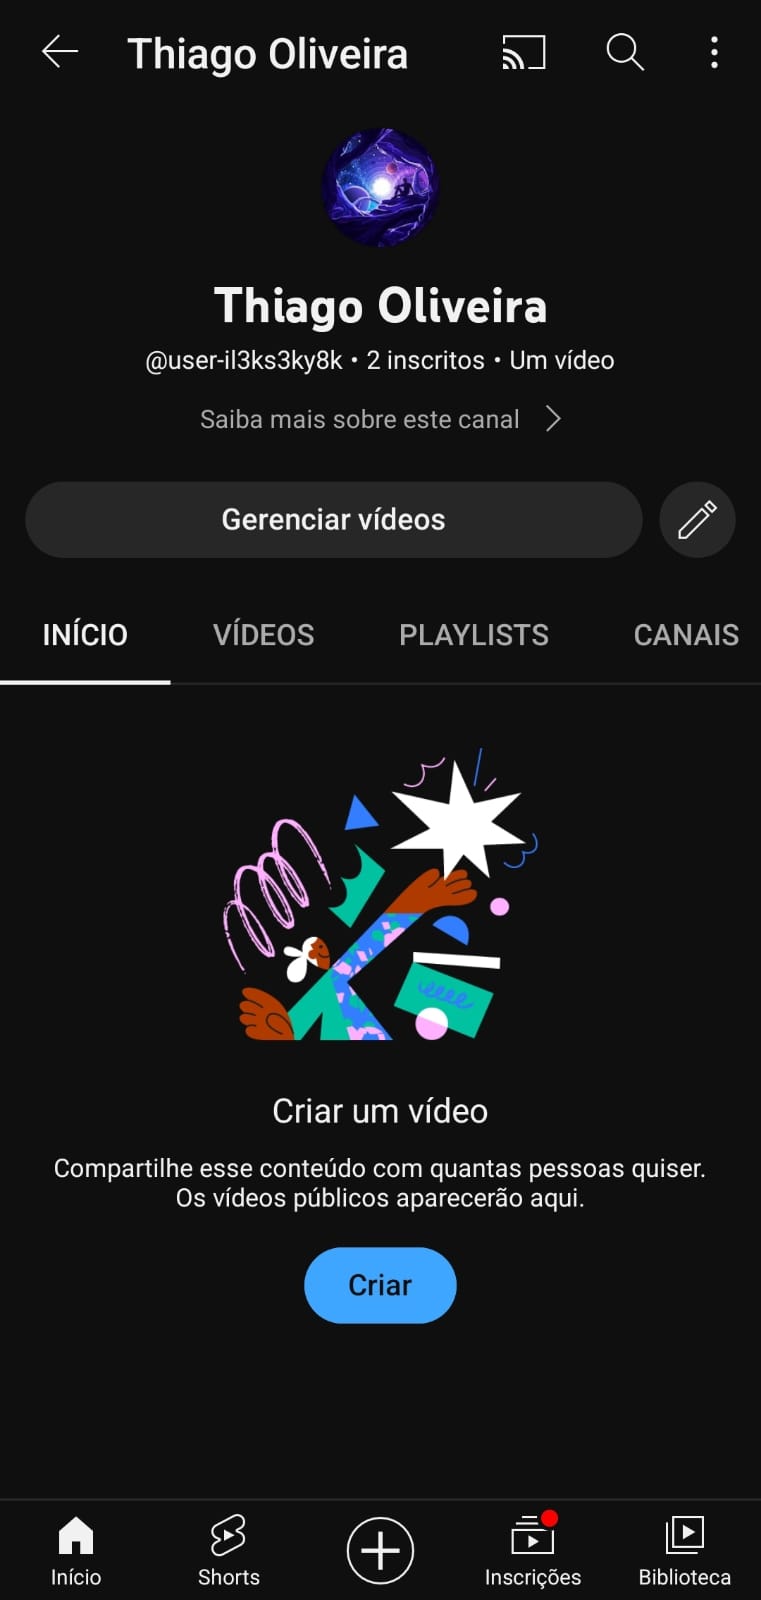 Thiago Oliveira
Thiago Oliveira
@user-il3ks3ky8k • 2 inscritos • Um vídeo
Saiba mais sobre este canal
Gerenciar vídeos
INÍCIO VÍDEOS PLAYLISTS CANAIS
Criar um vídeo
Compartilhe esse conteúdo com quantas pessoas quiser.
Os vídeos públicos aparecerão aqui.
Criar
Início Shorts Inscrições Biblioteca